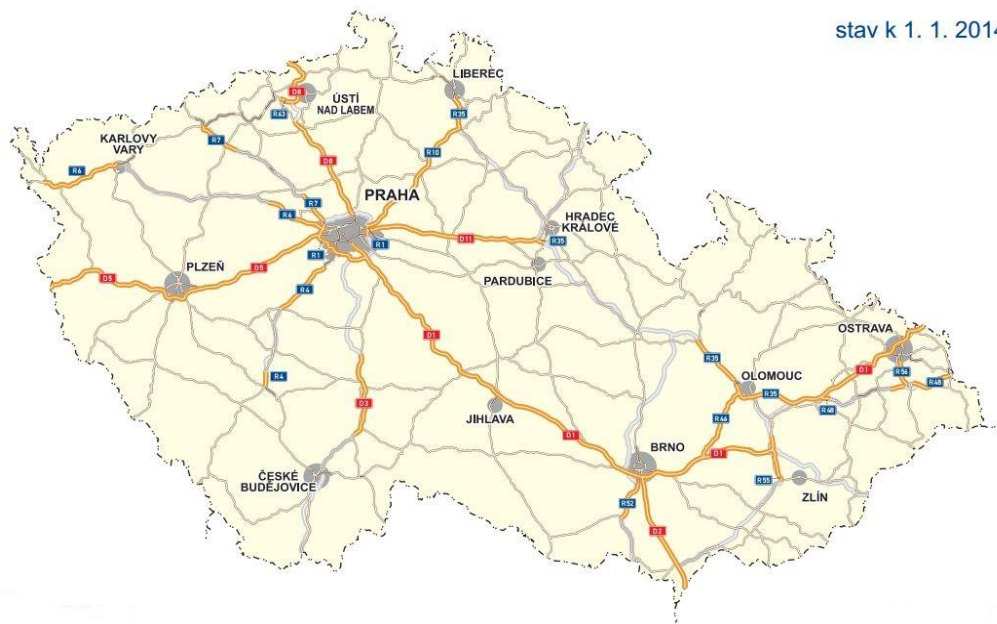 stav k 1. 1. 2014
LIBEREC
D8
ÚSTÍ
NAD LABEM
R63
R35
R7
KARLOVY
VARY
R10
D8
R6
PRAHA
R7
R6
HRADEC
KRÁLOVÉ
D11
R35
R1
R1
PLZEŇ
D5
D5
PARDUBICE
R4
D1
OSTRAVA
R35
D1
R56
R4
OLOMOUC
R48
R35
D3
R48
JIHLAVA
R46
D1
BRNO
D1
ČESKÉ
BUDĚJOVICE
R55
ZLÍN
R52
D2